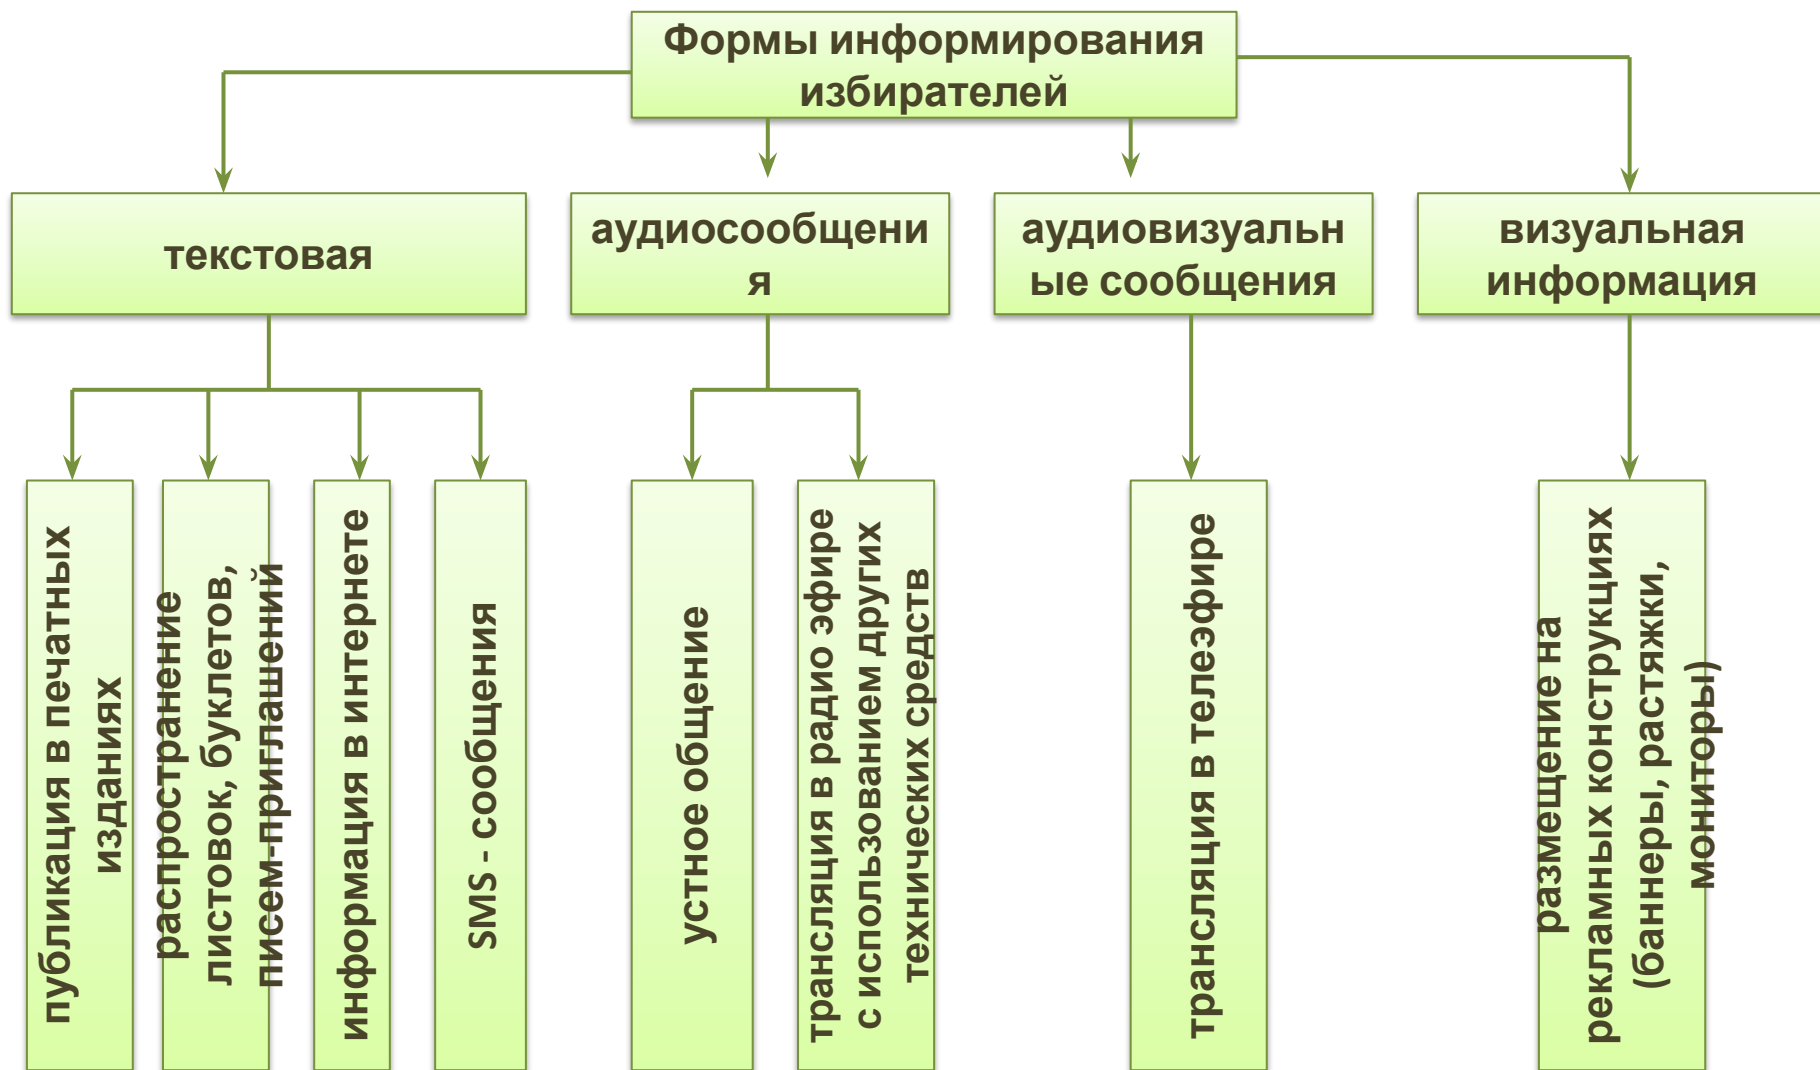 Формы информирования
избирателей
текстовая
аудиосообщени
я
аудиовизуальн
ые сообщения
визуальная
информация
публикация в печатных
изданиях
распространение
листовок, буклетов,
писем-приглашений
информация в интернете
SMS - сообщения
устное общение
трансляция в радио эфире
с использованием других
технических средств
трансляция в телеэфире
размещение на
рекламных конструкциях
(баннеры, растяжки,
мониторы)